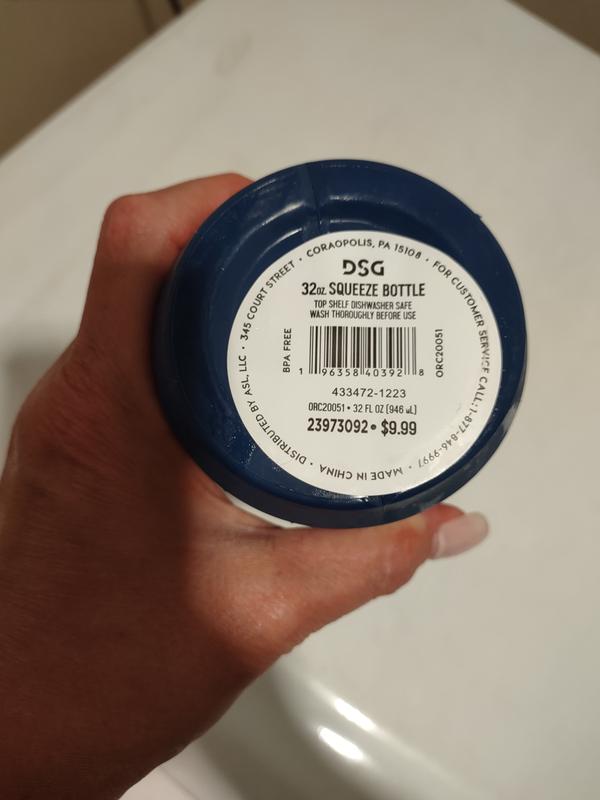 DISTRIBUTED BY ASL, LLC • 345 COURT STREET • CORAOPOLIS, PA 15108 • FOR CUSTOMER SERVICE CALL:1-877-846-9997 • MADE IN CHINA •
DSG
32oz. SQUEEZE BOTTLE
TOP SHELF DISHWASHER SAFE
WASH THOROUGHLY BEFORE USE
BPA FREE
1 96358 40392 8
ORC20051
433472-1223
ORC20051 • 32 FL OZ (946 mL)
23973092 • $9.99